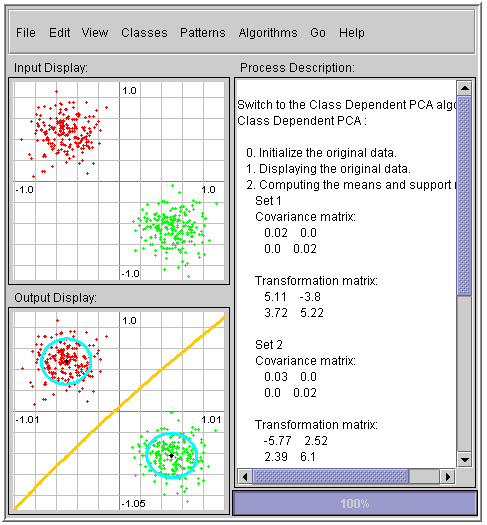 File Edit View Classes Patterns Algorithms Go Help
Input Display:
1.0
-1.0
1.0
-1.0
Output Display:
1.0
-1.01
1.01
-1.05
Process Description:
Switch to the Class Dependent PCA algo
Class Dependent PCA :
0. Initialize the original data.
1. Displaying the original data.
2. Computing the means and support
Set 1
Covariance matrix:
0.02 0.0
0.0 0.02
Transformation matrix:
5.11 -3.8
3.72 5.22
Set 2
Covariance matrix:
0.03 0.0
0.0 0.02
Transformation matrix:
-5.77 2.52
2.39 6.1
100%